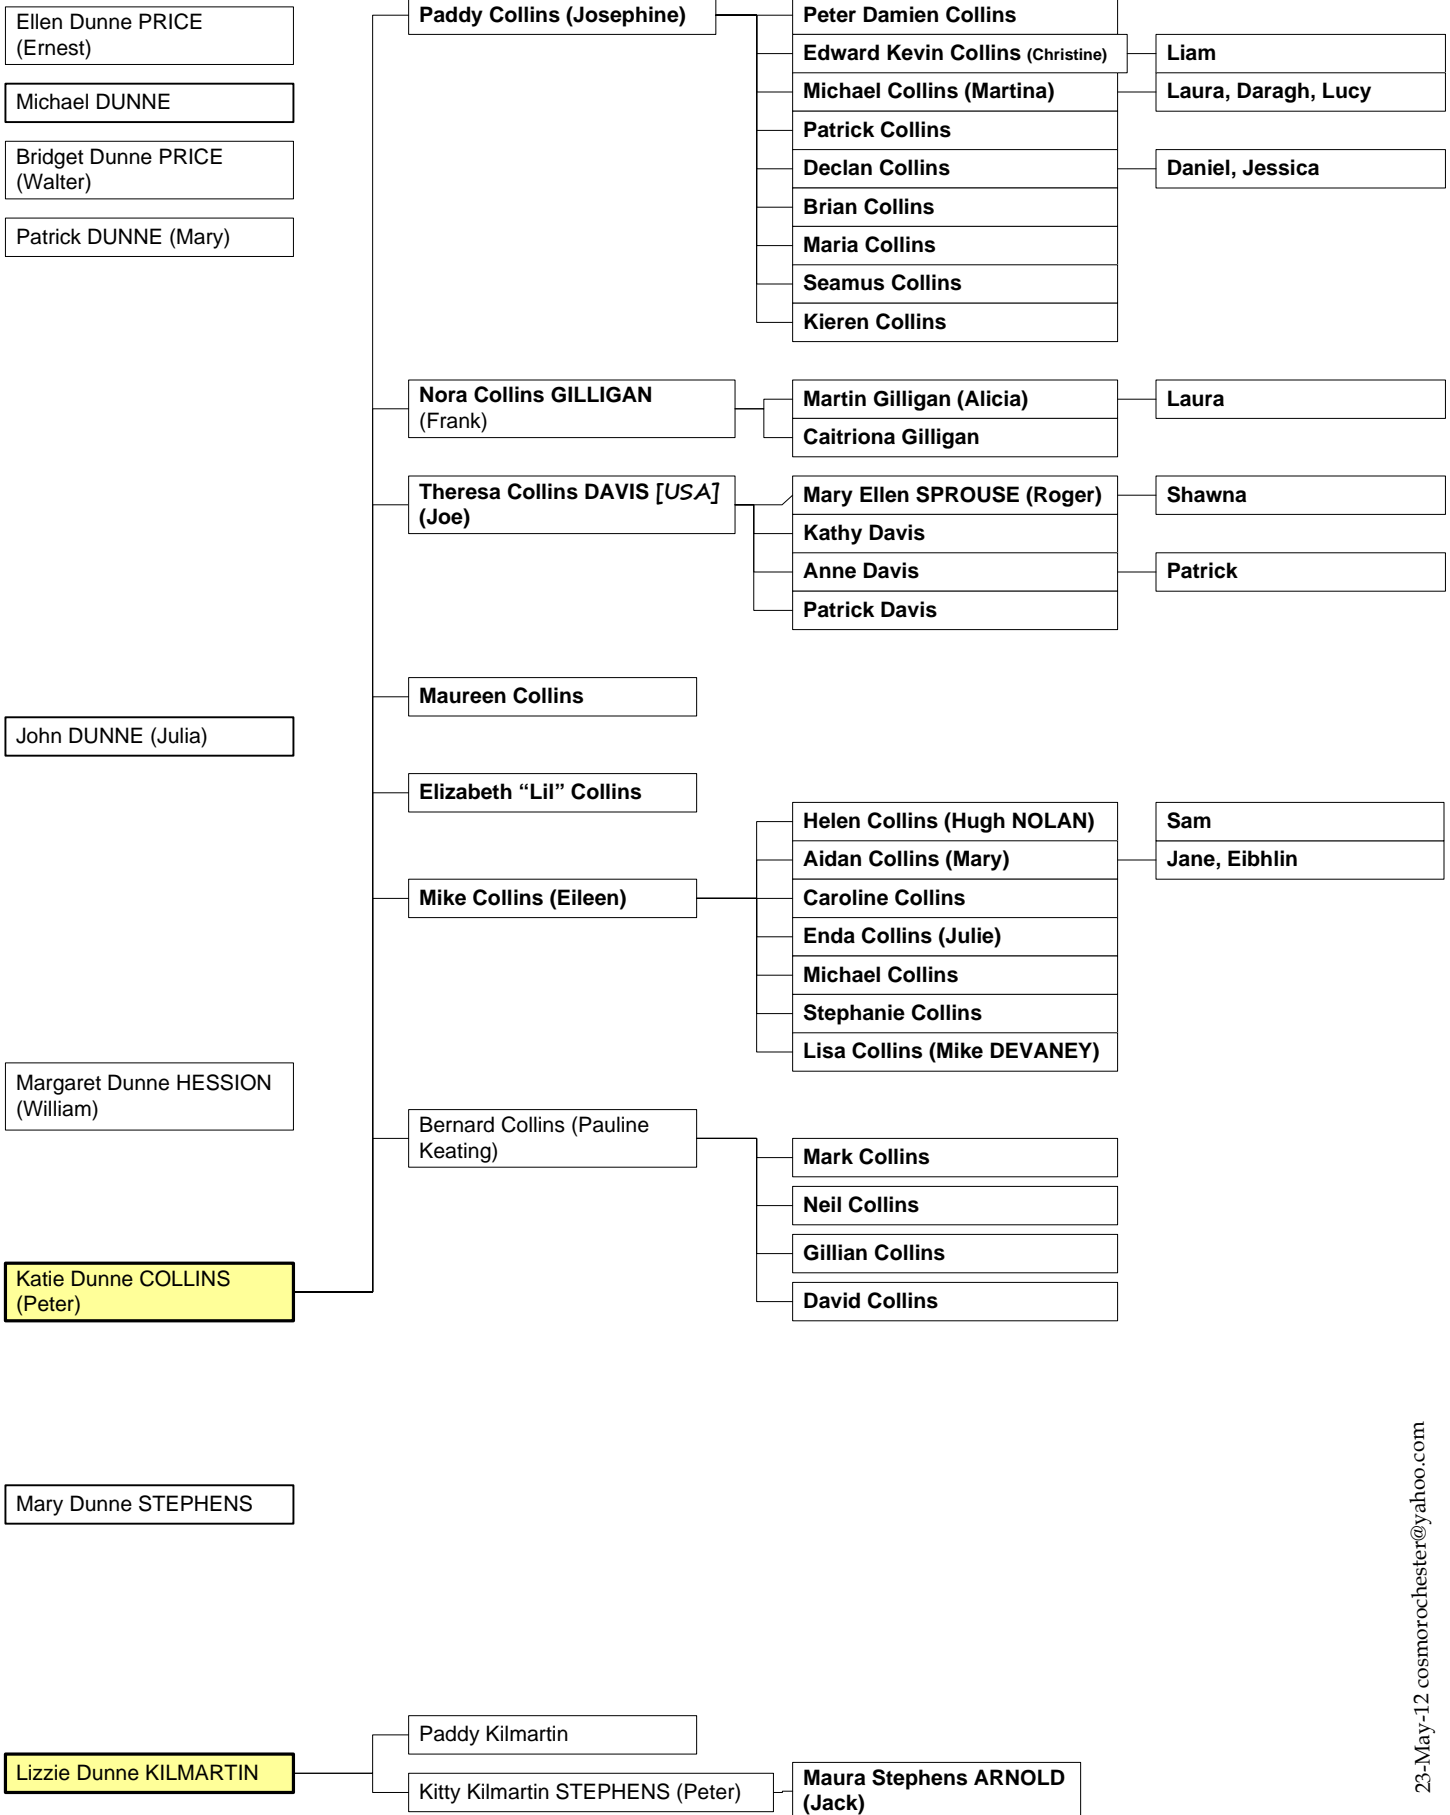 Ellen Dunne PRICE
(Ernest)
Michael DUNNE
Bridget Dunne PRICE
(Walter)
Patrick DUNNE (Mary)
John DUNNE (Julia)
Margaret Dunne HESSION
(William)
Katie Dunne COLLINS
(Peter)
Mary Dunne STEPHENS
Lizzie Dunne KILMARTIN
Paddy Collins (Josephine)
Nora Collins GILLIGAN
(Frank)
Theresa Collins DAVIS [USA]
(Joe)
Maureen Collins
Elizabeth “Lil” Collins
Mike Collins (Eileen)
Bernard Collins (Pauline
Keating)
Paddy Kilmartin
Kitty Kilmartin STEPHENS (Peter)
Peter Damien Collins
Edward Kevin Collins (Christine)
Michael Collins (Martina)
Patrick Collins
Declan Collins
Brian Collins
Maria Collins
Seamus Collins
Kieren Collins
Martin Gilligan (Alicia)
Caitriona Gilligan
Mary Ellen SPROUSE (Roger)
Kathy Davis
Anne Davis
Patrick Davis
Helen Collins (Hugh NOLAN)
Aidan Collins (Mary)
Caroline Collins
Enda Collins (Julie)
Michael Collins
Stephanie Collins
Lisa Collins (Mike DEVANEY)
Mark Collins
Neil Collins
Gillian Collins
David Collins
Maura Stephens ARNOLD
(Jack)
Liam
Laura, Daragh, Lucy
Daniel, Jessica
Laura
Shawna
Patrick
Sam
Jane, Eibhlin
23-May-12 cosmorochester@yahoo.com